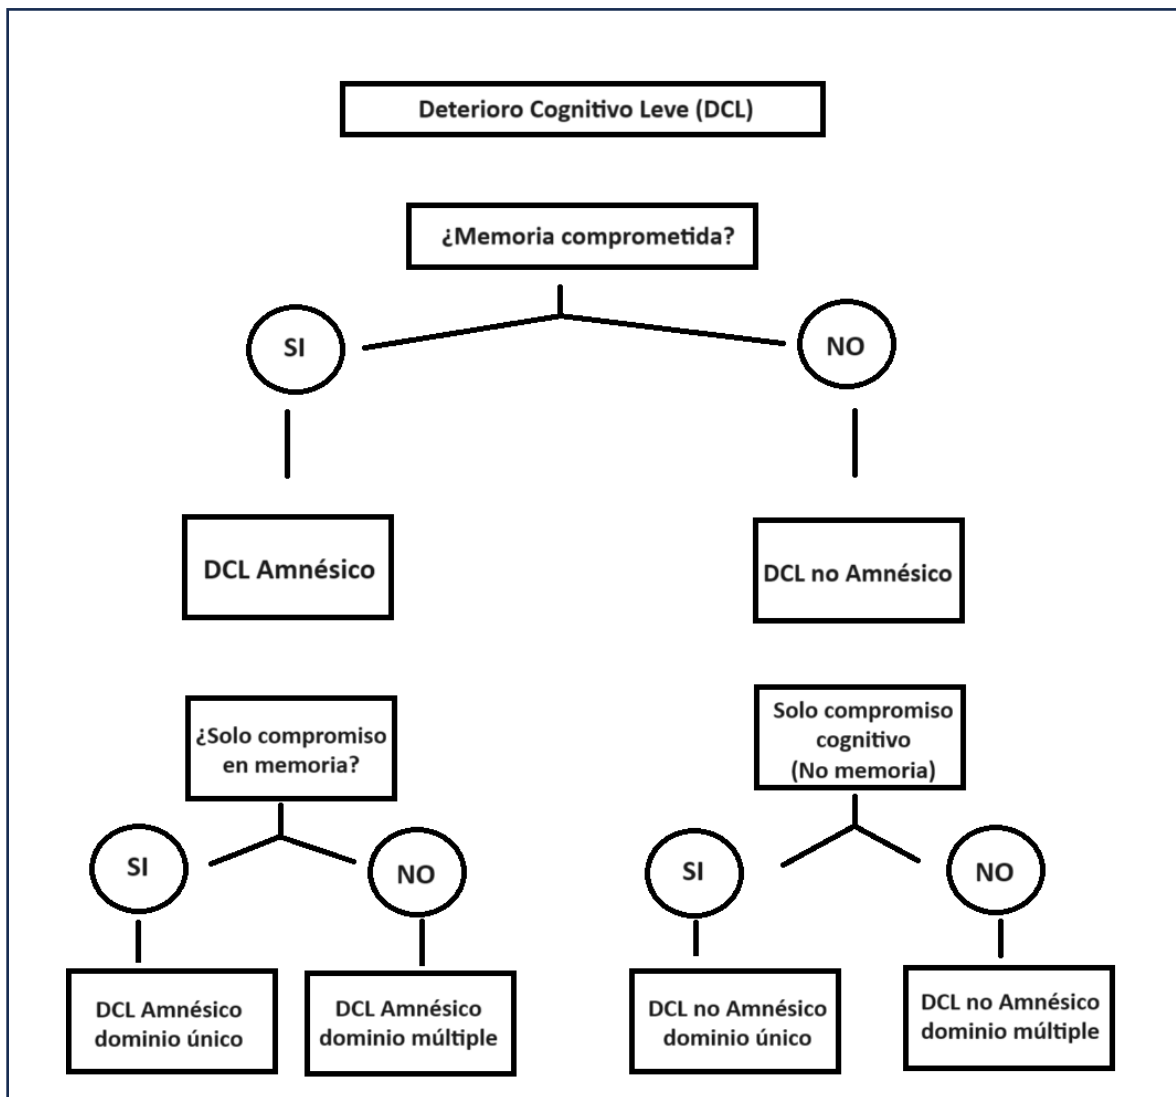 Deterioro Cognitivo Leve (DCL)
¿Memoria comprometida?
SI
NO
DCL Amnésico
DCL no Amnésico
¿Solo compromiso
en memoria?
Solo compromiso
cognitivo
(No memoria)
SI
NO
SI
NO
DCL Amnésico
dominio único
DCL Amnésico
dominio múltiple
DCL no Amnésico
dominio único
DCL no Amnésico
dominio múltiple